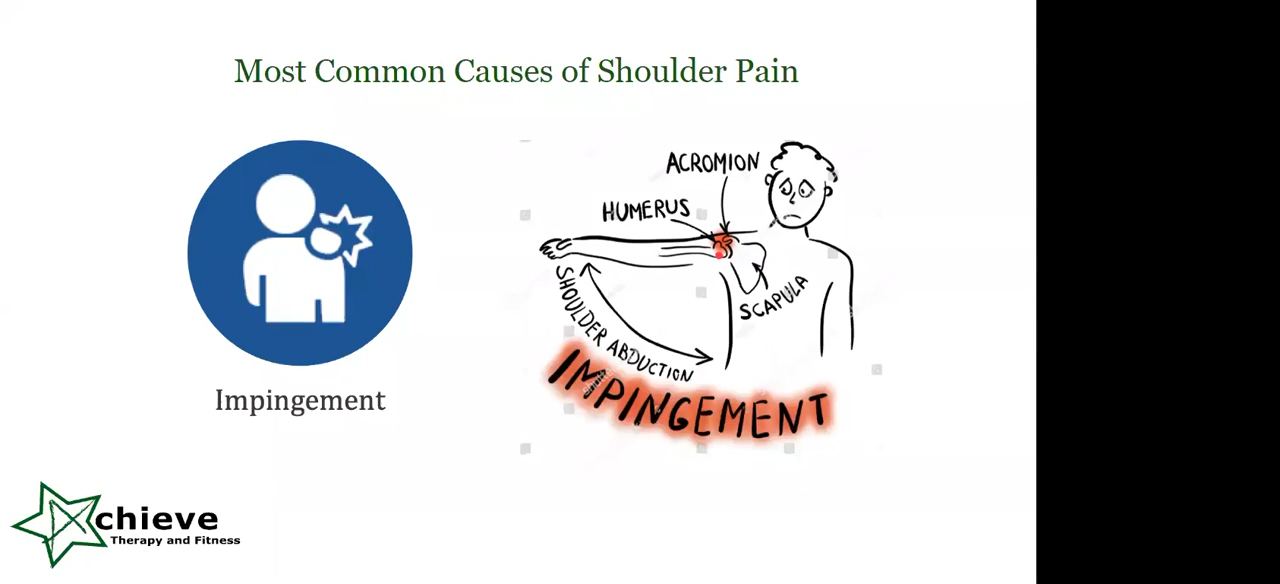 Most Common Causes of Shoulder Pain
ACROMION
HUMERUS
SCAPULA
SHOULDER ABDUCTION
IMPINGEMENT
Impingement
chieve
Therapy and Fitness